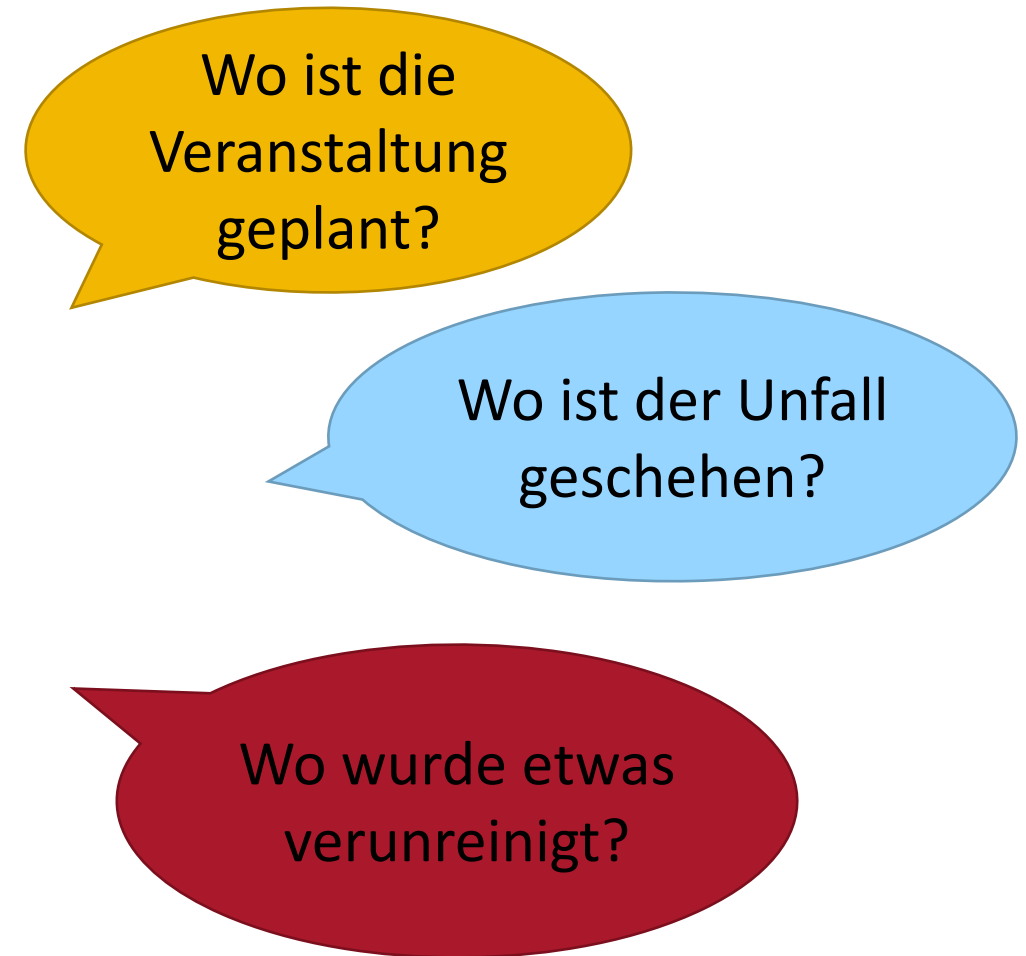 Wo ist die
Veranstaltung
geplant?
Wo ist der Unfall
geschehen?
Wo wurde etwas
verunreinigt?